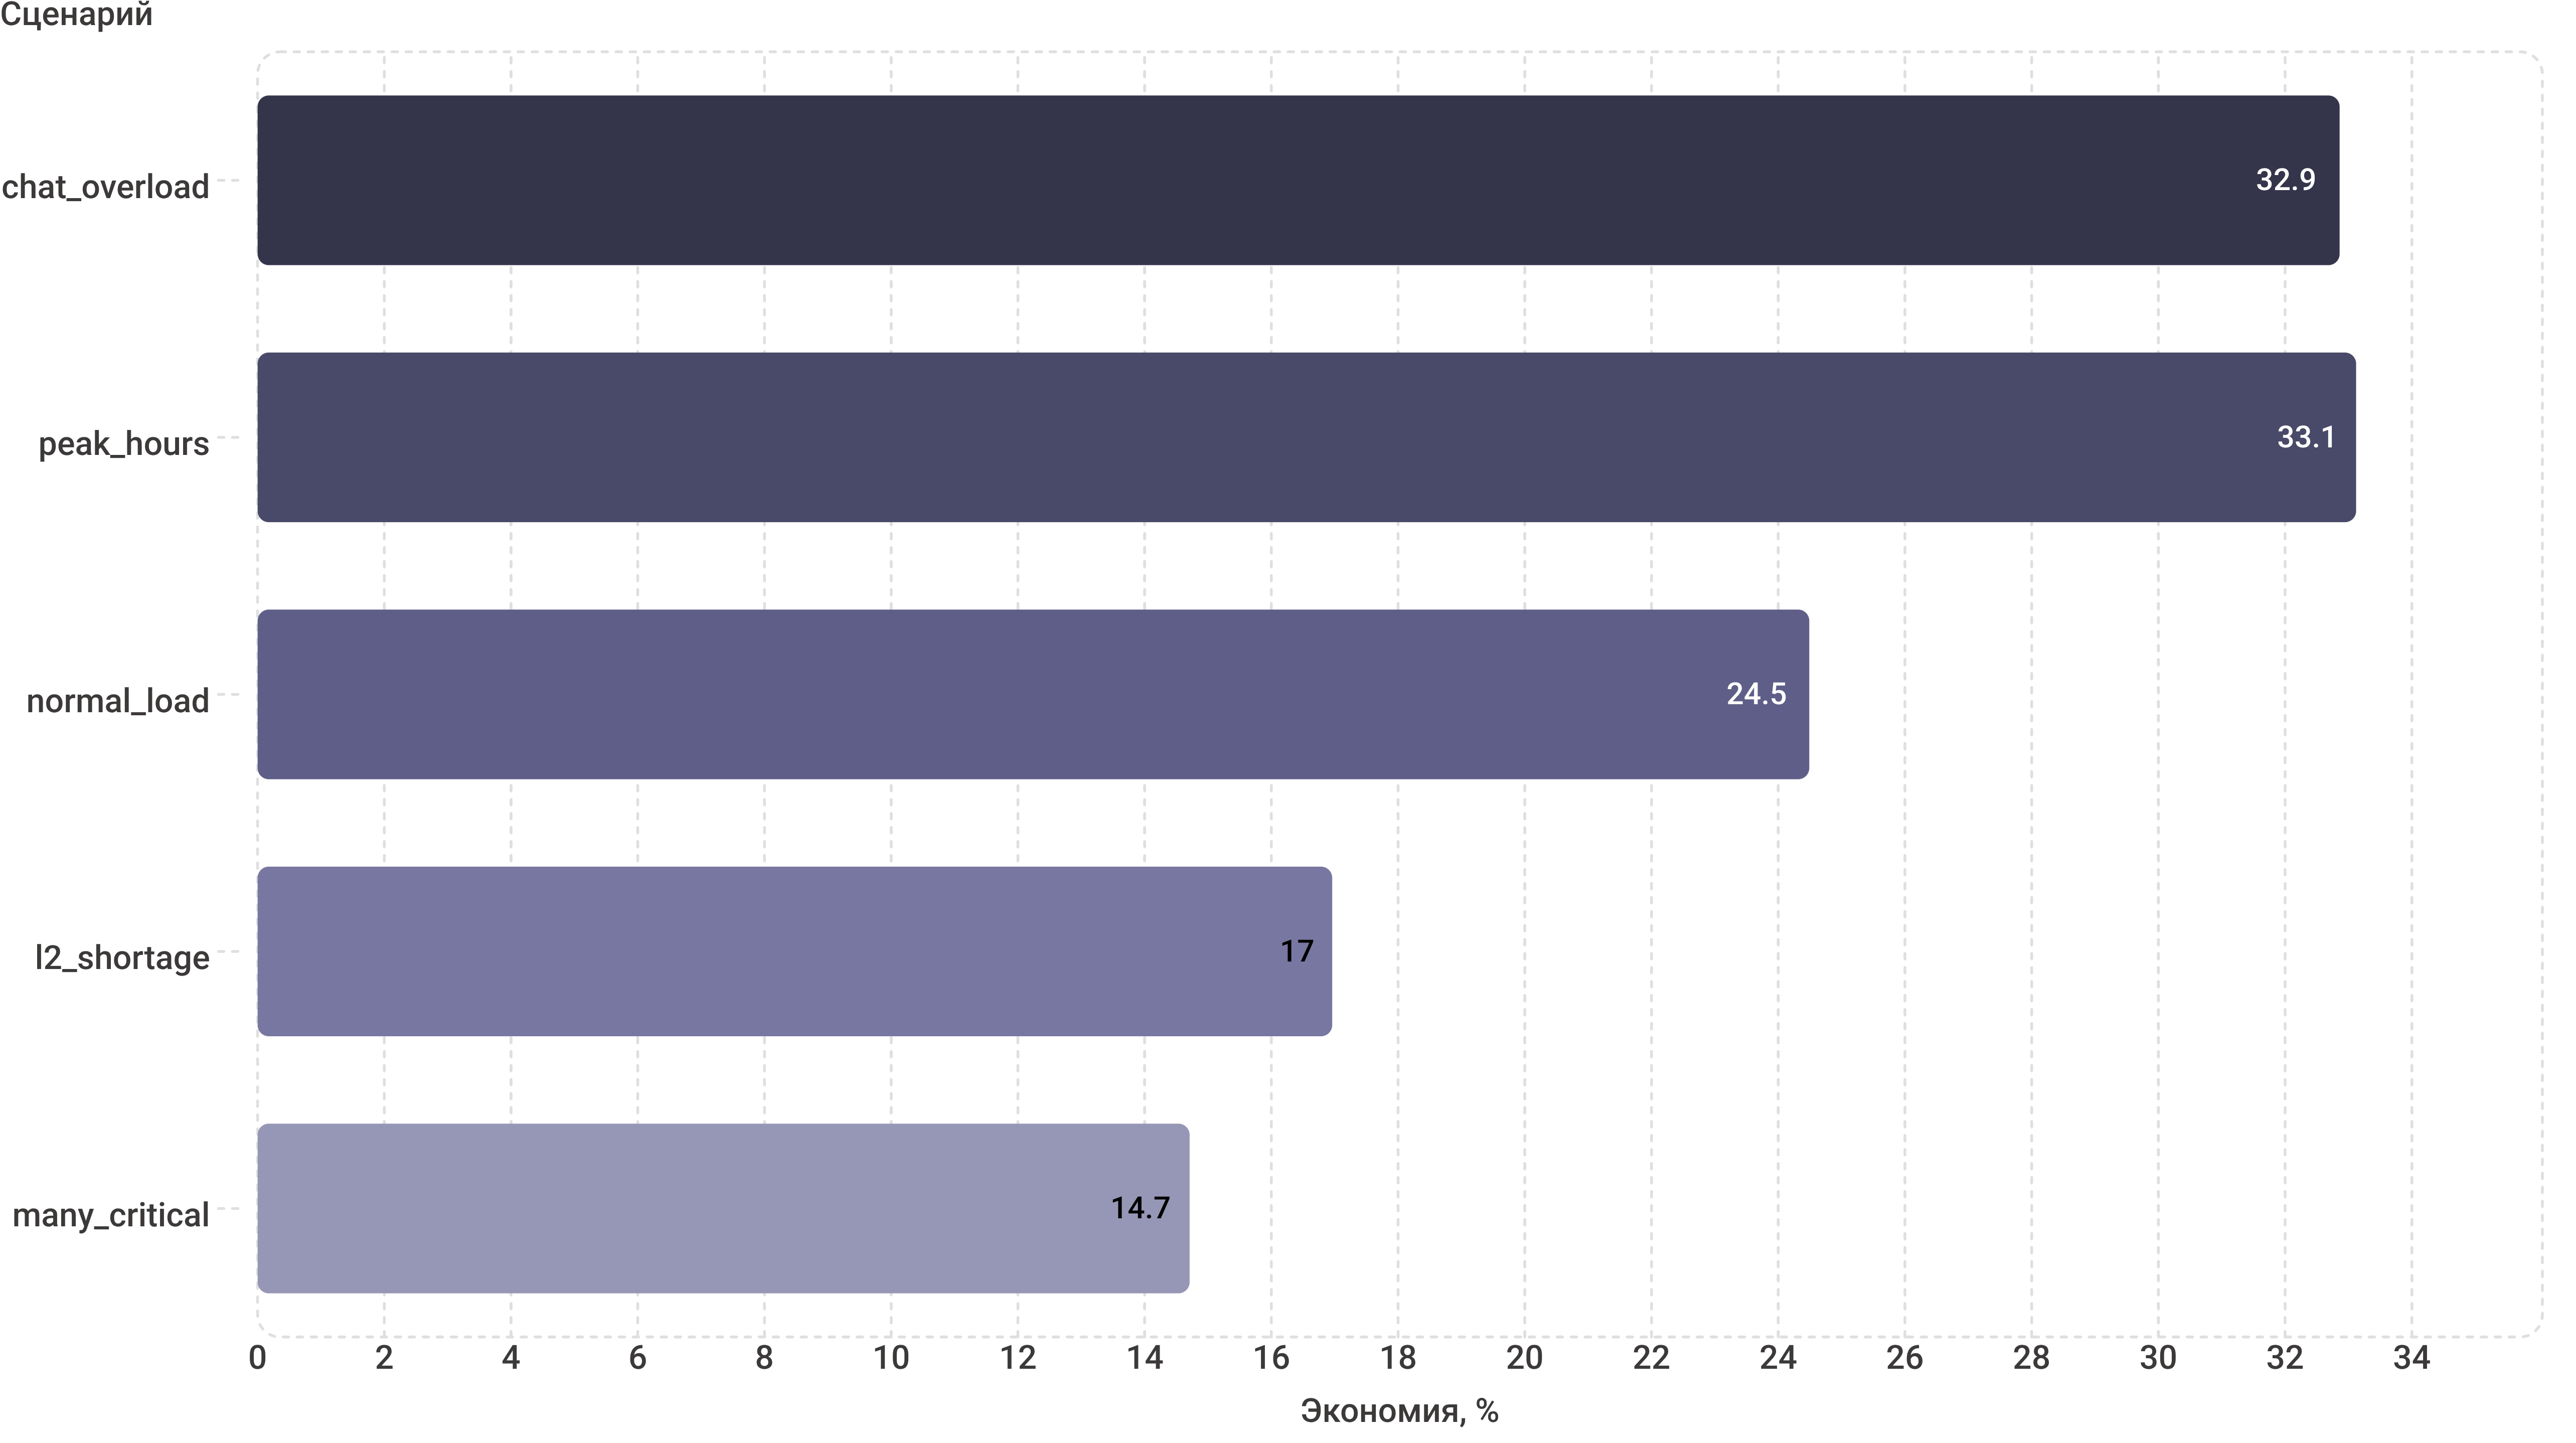 Сценарий
chat_overload
32.9
peak_hours
33.1
normal_load
24.5
l2_shortage
17
many_critical
14.7
0 2 4 6 8 10 12 14 16 18 20 22 24 26 28 30 32 34
Экономия, %